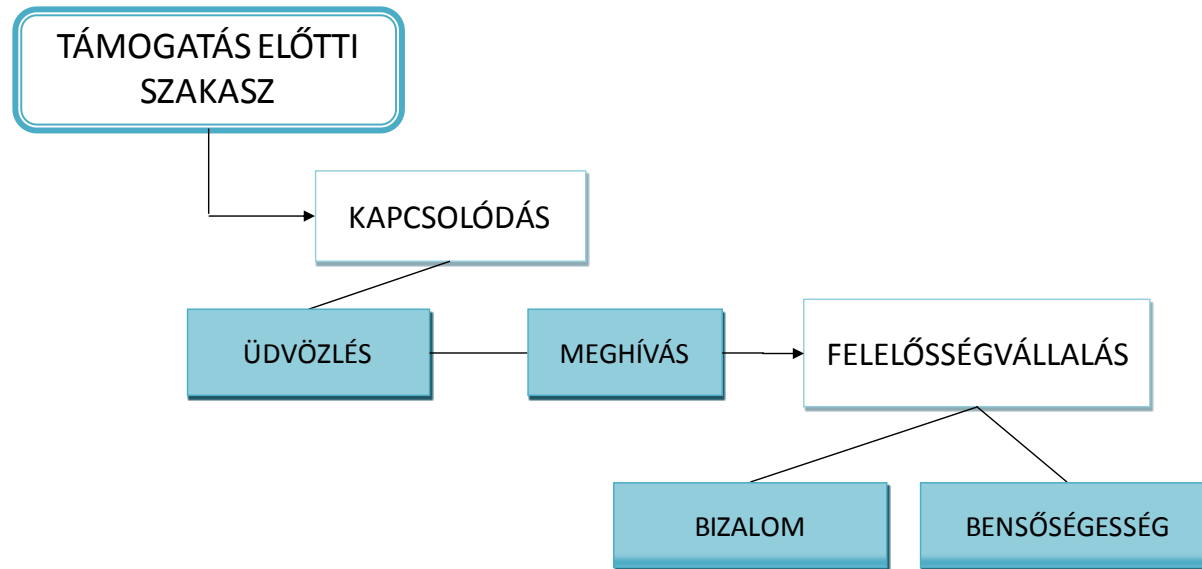 TÁMOGATÁS ELŐTTI
SZAKASZ
KAPCSOLÓDÁS
ÜDVÖZLÉS
MEGHÍVÁS
FELELŐSSÉGVÁLLALÁS
BIZALOM
BENSŐSÉGESSÉG